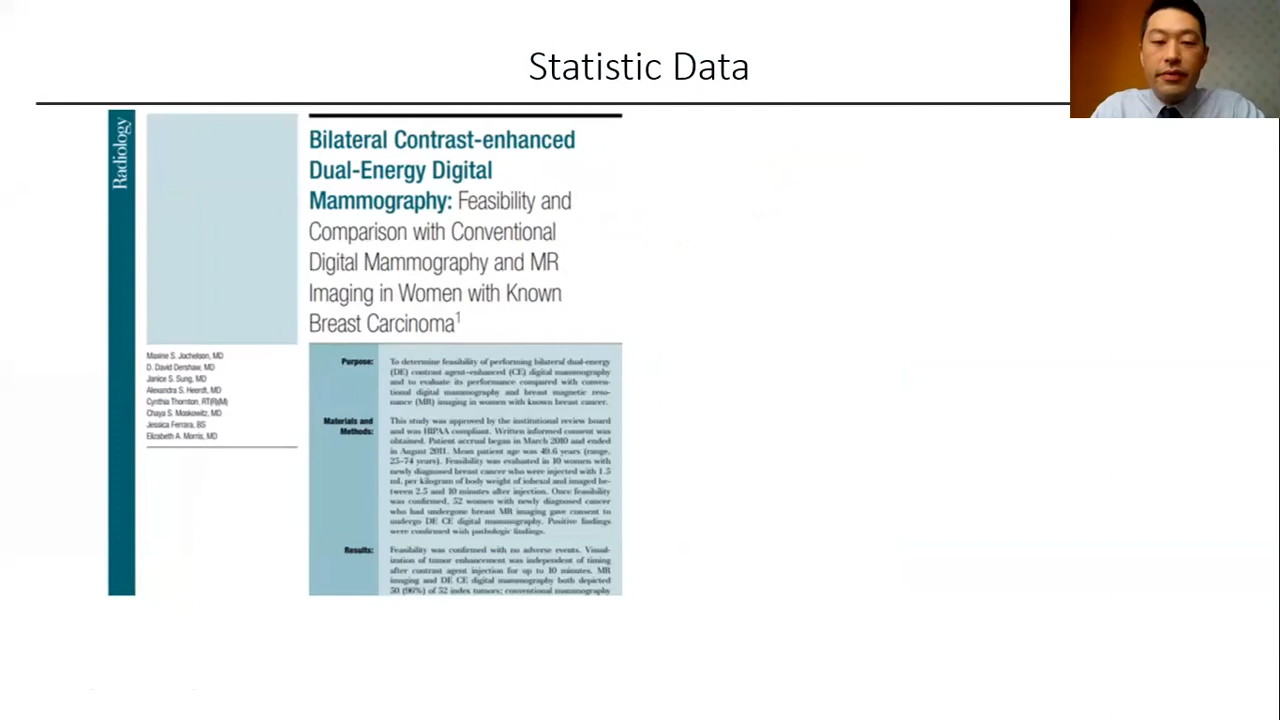 Statistic Data
Radiology
Bilateral Contrast-enhanced
Dual-Energy Digital
Mammography: Feasibility and
Comparison with Conventional
Digital Mammography and MR
Imaging in Women with Known
Breast Carcinoma1
Maxine S. Jochelson, MD
D. David Dershaw, MD
Janice S. Sung, MD
Alexandra S. Heerdt, MD
Cynthia Thornton, RT(R)(M)
Chaya S. Moskowitz, MD
Jessica Ferrara, BS
Elizabeth A. Morris, MD
Purpose:
To determine feasibility of performing bilateral dual-energy
(DE) contrast agent–enhanced (CE) digital mammography
and to evaluate its performance compared with conven-
tional digital mammography and breast magnetic reso-
nance (MR) imaging in women with known breast cancer.
Materials and
Methods:
This study was approved by the institutional review board
and was HIPAA compliant. Written informed consent was
obtained. Patient accrual began in March 2010 and ended
in August 2011. Mean patient age was 49.6 years (range,
25–74 years). Feasibility was evaluated in 10 women with
newly diagnosed breast cancer who were injected with 1.5
mL per kilogram of body weight of iohexol and imaged be-
tween 2.5 and 10 minutes after injection. Once feasibility
was confirmed, 52 women with newly diagnosed cancer
who had undergone breast MR imaging gave consent to
undergo DE CE digital mammography. Positive findings
were confirmed with pathologic findings.
Results:
Feasibility was confirmed with no adverse events. Visual-
ization of tumor enhancement was independent of timing
after contrast agent injection for up to 10 minutes. MR
imaging and DE CE digital mammography both depicted
50 (96%) of 52 index tumors; conventional mammography